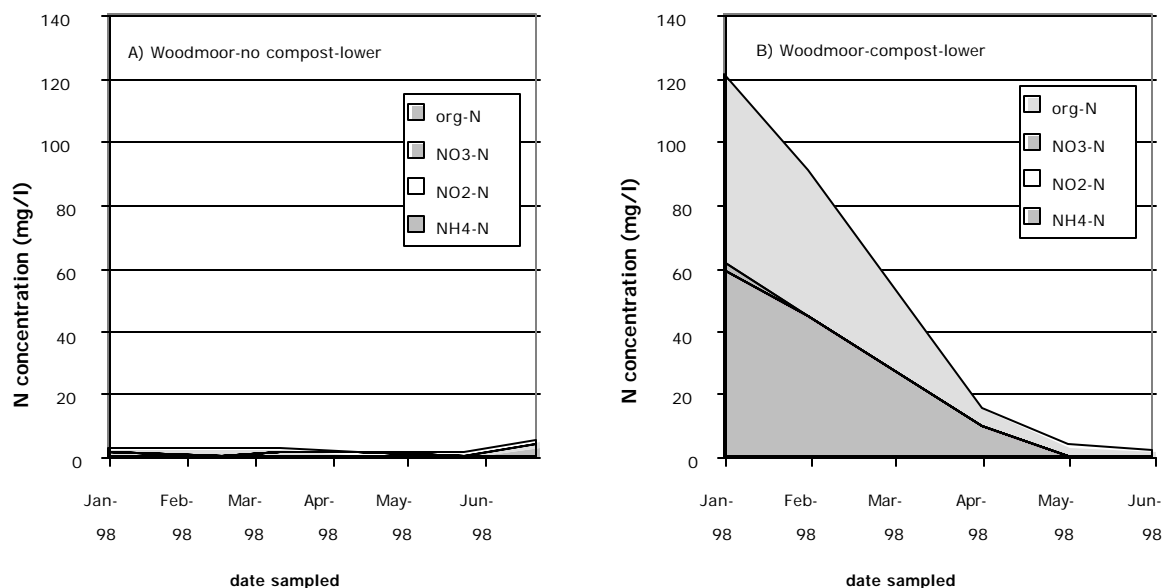 A) Woodmoor-no compost-lower
N concentration (mg/l)
140
120
100
80
60
40
20
0
org-N
NO3-N
NO2-N
NH4-N
Jan-98
Feb-98
Mar-98
Apr-98
May-98
Jun-98
date sampled
B) Woodmoor-compost-lower
N concentration (mg/l)
140
120
100
80
60
40
20
0
org-N
NO3-N
NO2-N
NH4-N
Jan-98
Feb-98
Mar-98
Apr-98
May-98
Jun-98
date sampled